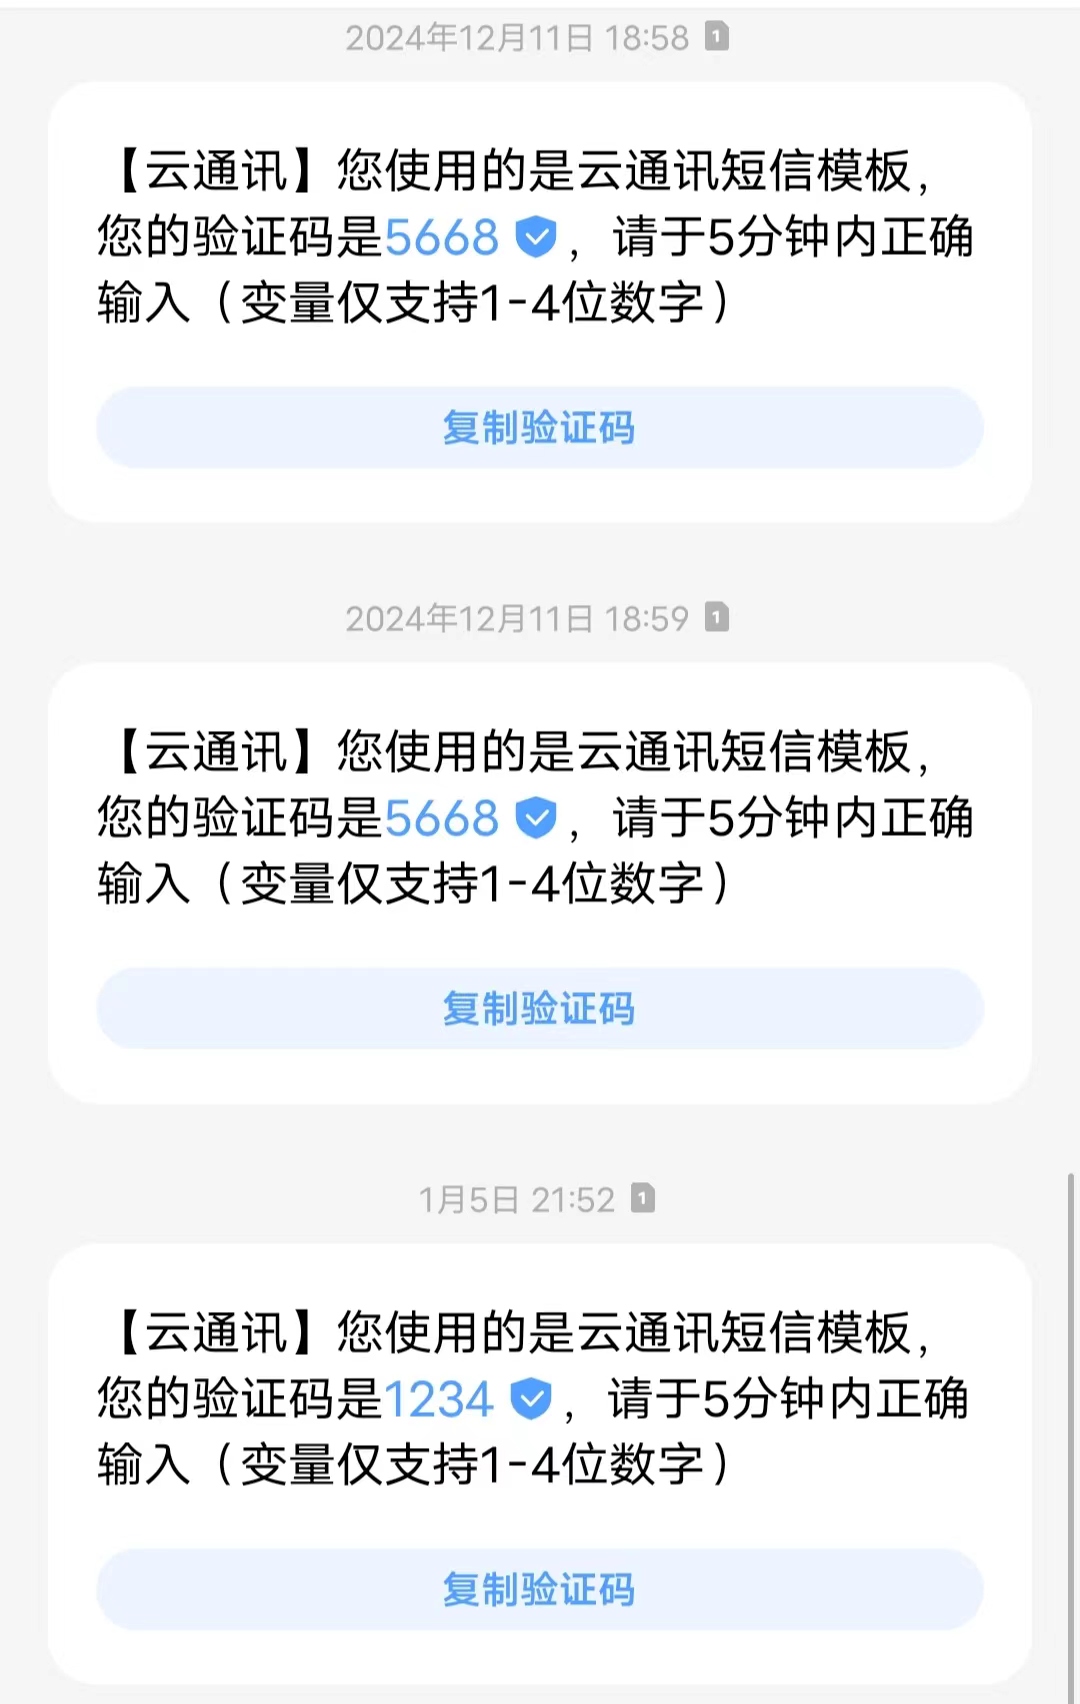 2024年12月11日 18:58 1
【云通讯】您使用的是云通讯短信模板，
您的验证码是5668，请于5分钟内正确
输入（变量仅支持1-4位数字）
复制验证码
2024年12月11日 18:59 1
【云通讯】您使用的是云通讯短信模板，
您的验证码是5668，请于5分钟内正确
输入（变量仅支持1-4位数字）
复制验证码
1月5日 21:52 1
【云通讯】您使用的是云通讯短信模板，
您的验证码是1234，请于5分钟内正确
输入（变量仅支持1-4位数字）
复制验证码